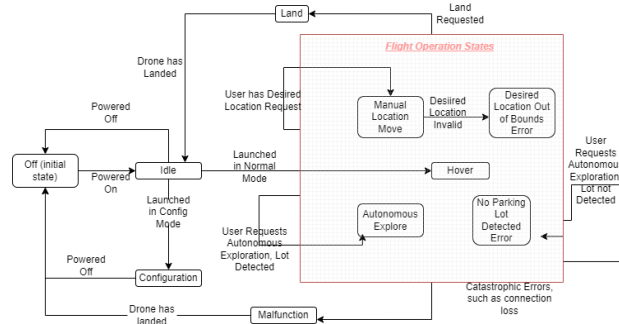 Land
Land
Requested
Flight Operation States
Drone has
Landed
User has Desired
Location Request
Manual
Location
Move
Desiired
Location
Invalid
Desired
Location Out
of Bounds
Error
Powered
Off
User
Requests
Autonomous
Exploration,
Lot not
Detected
Off (initial
state)
Powered
On
Idle
Launched
in Normal
Mode
Hover
Launched
in Config
Mode
Autonomous
Explore
No Parking
Lot
Detected
Error
User Requests
Autonomous
Exploration, Lot
Detected
Powered
Off
Configuration
Catastrophic Errors,
such as connection
loss
Drone has
landed
Malfunction